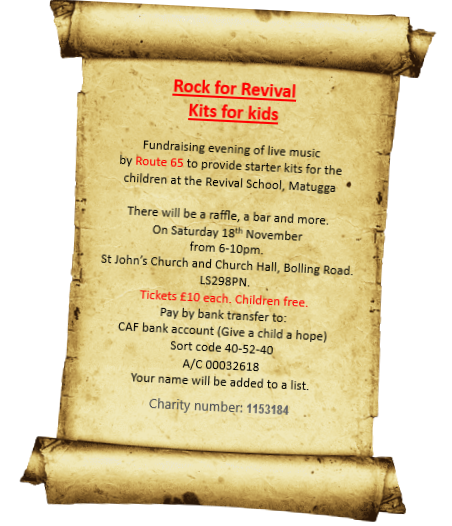 Rock for Revival
Kits for kids
Fundraising evening of live music
by Route 65 to provide starter kits for the
children at the Revival School, Matugga
There will be a raffle, a bar and more.
On Saturday 18th November
from 6-10pm.
St John's Church and Church Hall, Bolling Road.
LS298PN.
Tickets £10 each. Children free.
Pay by bank transfer to:
CAF bank account (Give a child a hope)
Sort code 40-52-40
A/C 00032618
Your name will be added to a list.
Charity number: 1153184